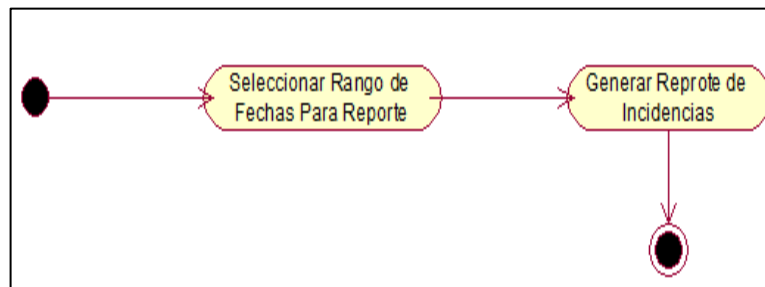 Seleccionar Rango de
Fechas Para Reporte
Generar Reprote de
Incidencias